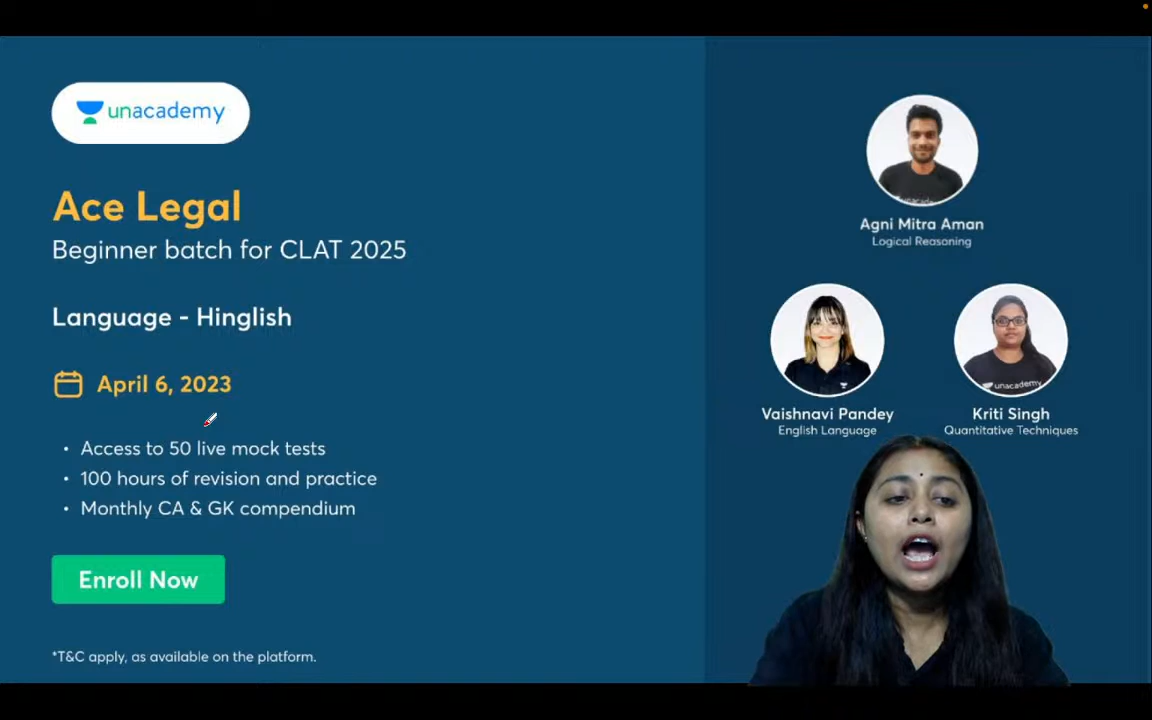 unacademy
Ace Legal
Beginner batch for CLAT 2025
Language - Hinglish
April 6, 2023
• Access to 50 live mock tests
• 100 hours of revision and practice
• Monthly CA & GK compendium
Enroll Now
*T&C apply, as available on the platform.
Agni Mitra Aman
Logical Reasoning
Vaishnavi Pandey
English Language
Kriti Singh
unacademy
Quantitative Techniques